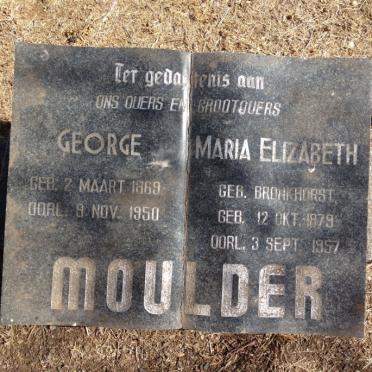 Ter gedagtenis aan
ONS OUERS EN GROOTOUERS
GEORGE
GEB. 2 MAART 1869
OORL. 9 NOV. 1950
MARIA ELIZABETH
GEB. BRONKHORST
GEB. 12 OKT. 1879
OORL. 3 SEPT. 1957
MOULDER